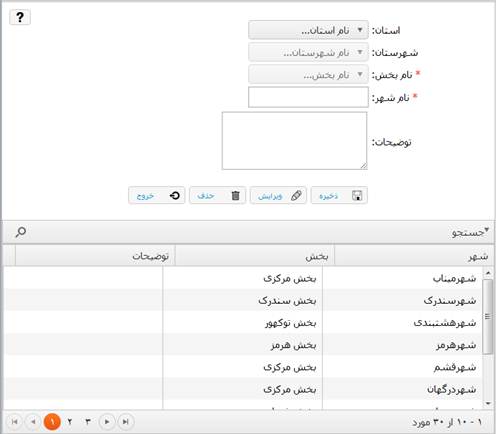 ?
استان: نام استان...
شهرستان: نام شهرستان...
* نام بخش: نام بخش...
* نام شهر:
توضیحات:
ذخیره ویرایش حذف خروج
جستجو
شهر بخش توضیحات
شهرمیناب بخش مرکزی
شهرسندرک بخش سندرک
شهرهشتبندی بخش توکهور
شهرهرمز بخش هرمز
شهرقشم بخش مرکزی
شهردرگهان بخش مرکزی
۱ - ۱۰ از ۳۰ مورد
۱ ۲ ۳